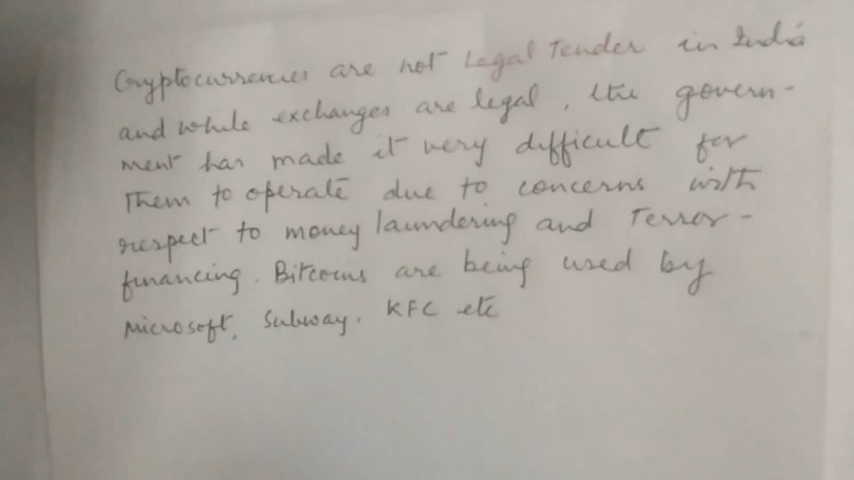 Cryptocurrencies are not Legal Tender in India
and while exchanges are legal, the govern-
ment has made it very difficult for
them to operate due to concerns with
respect to money laundering and Terror-
financing. Bitcoins are being used by
Microsoft, Subway. KFC etc